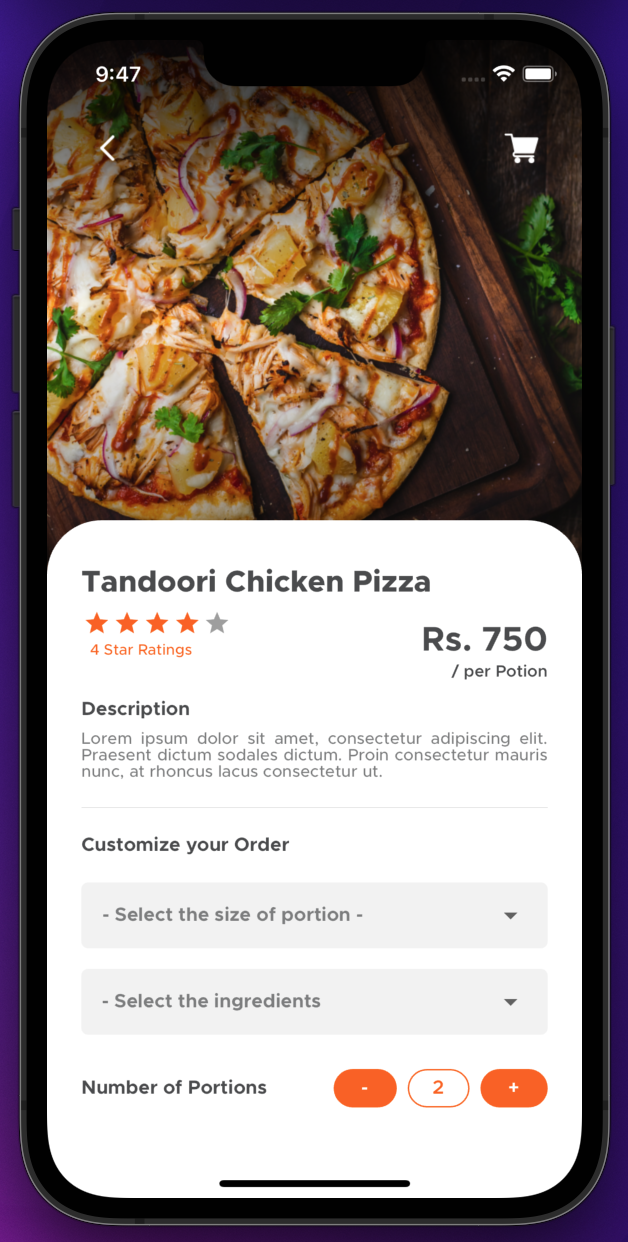 9:47
Tandoori Chicken Pizza
4 Star Ratings
Rs. 750
/ per Potion
Description
Lorem ipsum dolor sit amet, consectetur adipiscing elit.
Praesent dictum sodales dictum. Proin consectetur mauris
nunc, at rhoncus lacus consectetur ut.
Customize your Order
- Select the size of portion -
- Select the ingredients
Number of Portions - 2 +